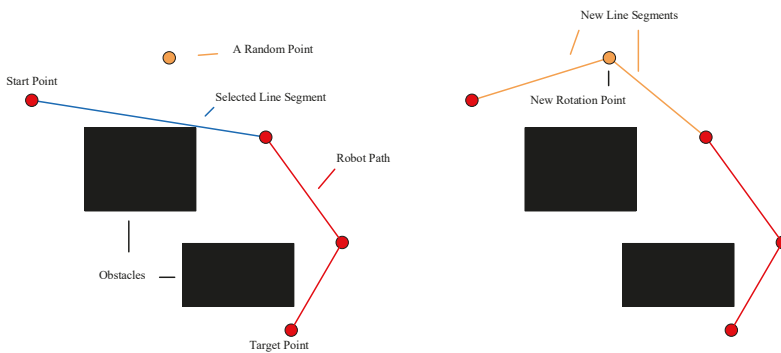 A Random Point
Start Point
Selected Line Segment
Robot Path
Obstacles
Target Point
New Line Segments
New Rotation Point